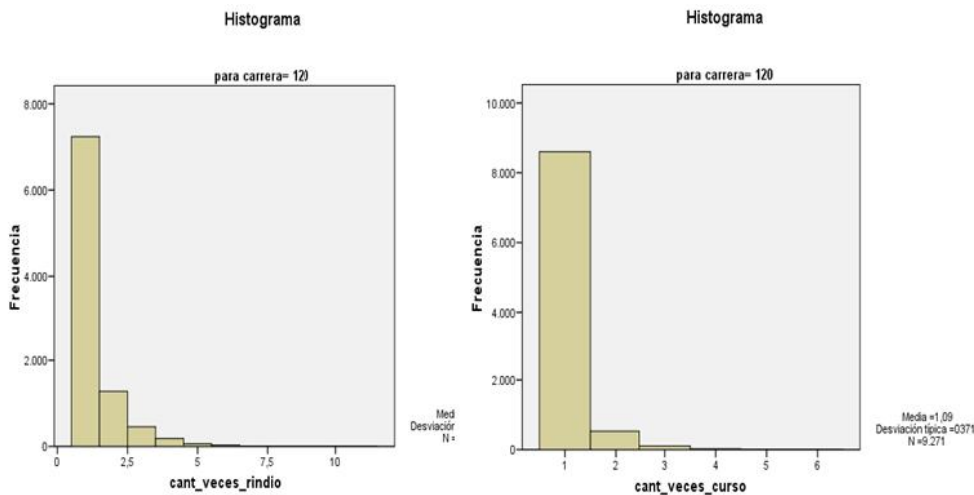 Histograma
para carrera= 120
8.000
6.000
4.000
2.000
0
Frecuencia
0
2,5
5
7,5
10
cant_veces_rindio
Med
Desviación
N =
Histograma
para carrera= 120
10.000
8.000
6.000
4.000
2.000
0
Frecuencia
1
2
3
4
5
6
cant_veces_curso
Media =1,09
Desviación típica =0371
N =9.271